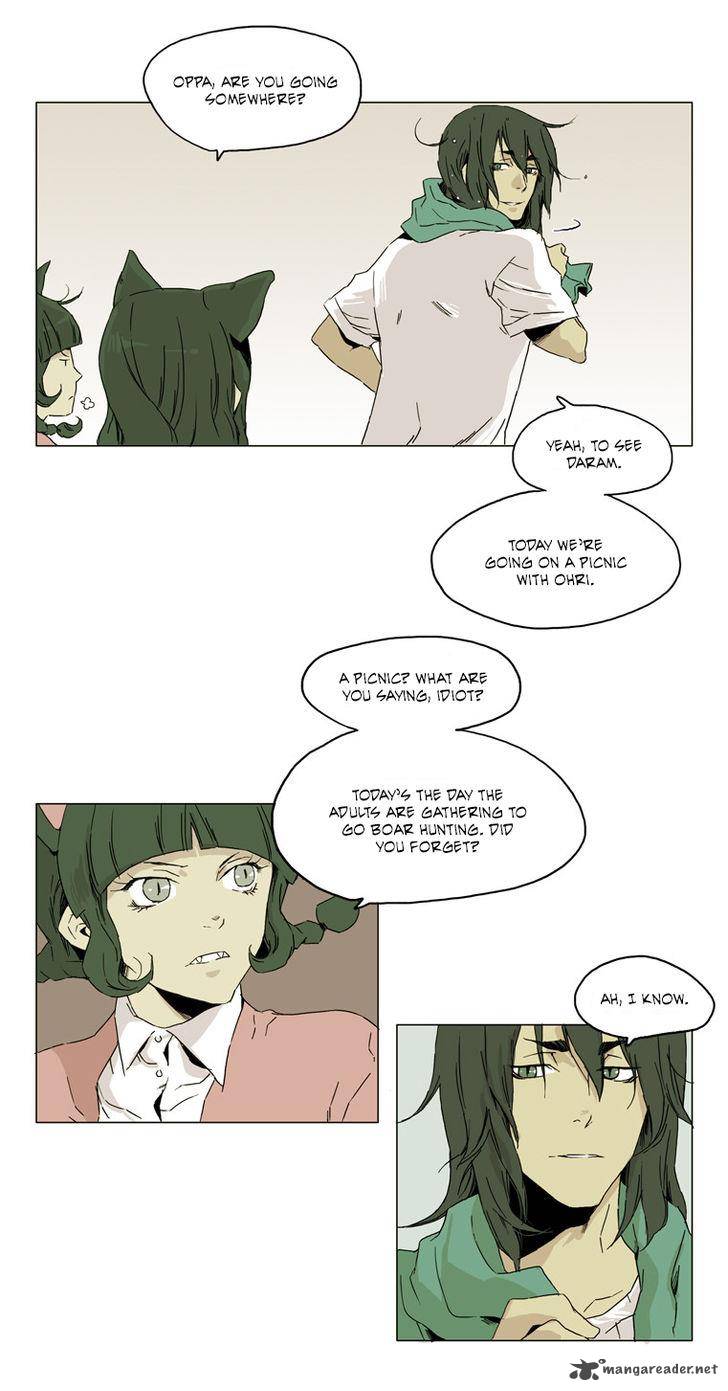 OPPA, ARE YOU GOING
SOMEWHERE?
YEAH, TO SEE
DARAM.
TODAY WE'RE
GOING ON A PICNIC
WITH OHRI.
A PICNIC? WHAT ARE
YOU SAYING, IDIOT?
TODAY'S THE DAY THE
ADULTS ARE GATHERING TO
GO BOAR HUNTING. DID
YOU FORGET?
AH, I KNOW.
mangareader.net